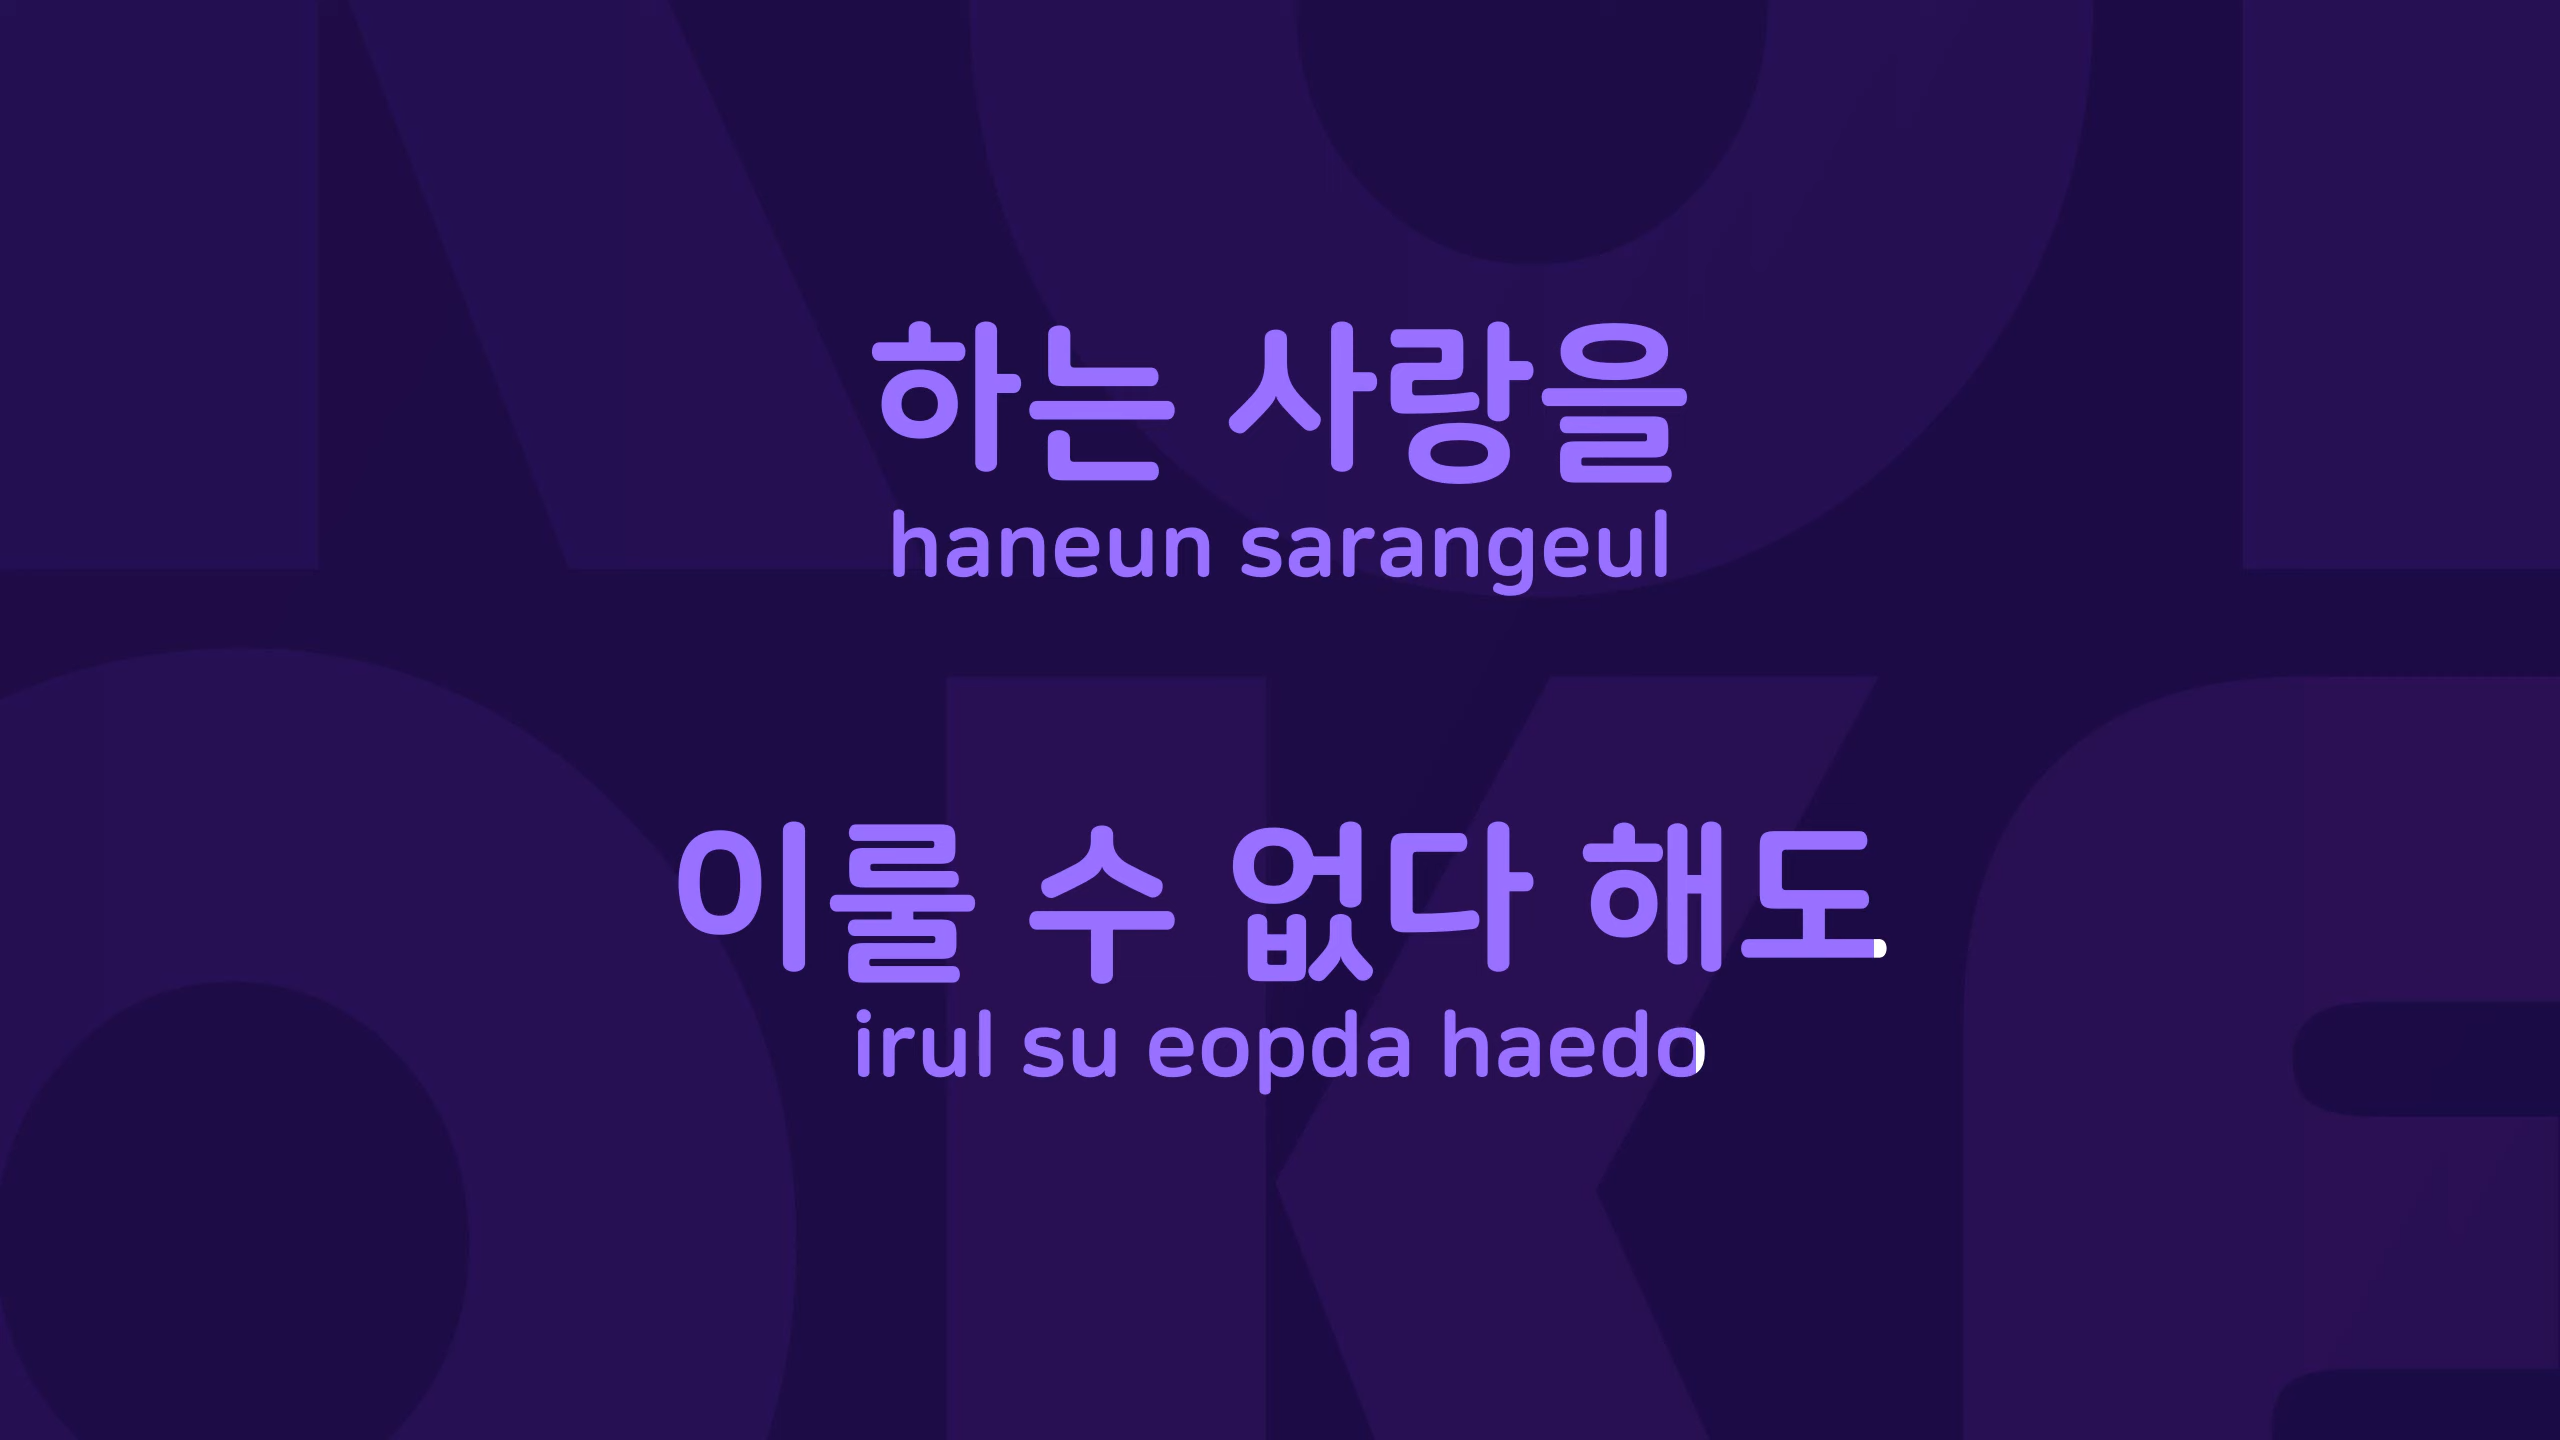 하는 사랑을
haneun sarangeul
이룰 수 없다 해도
irul su eopda haedo